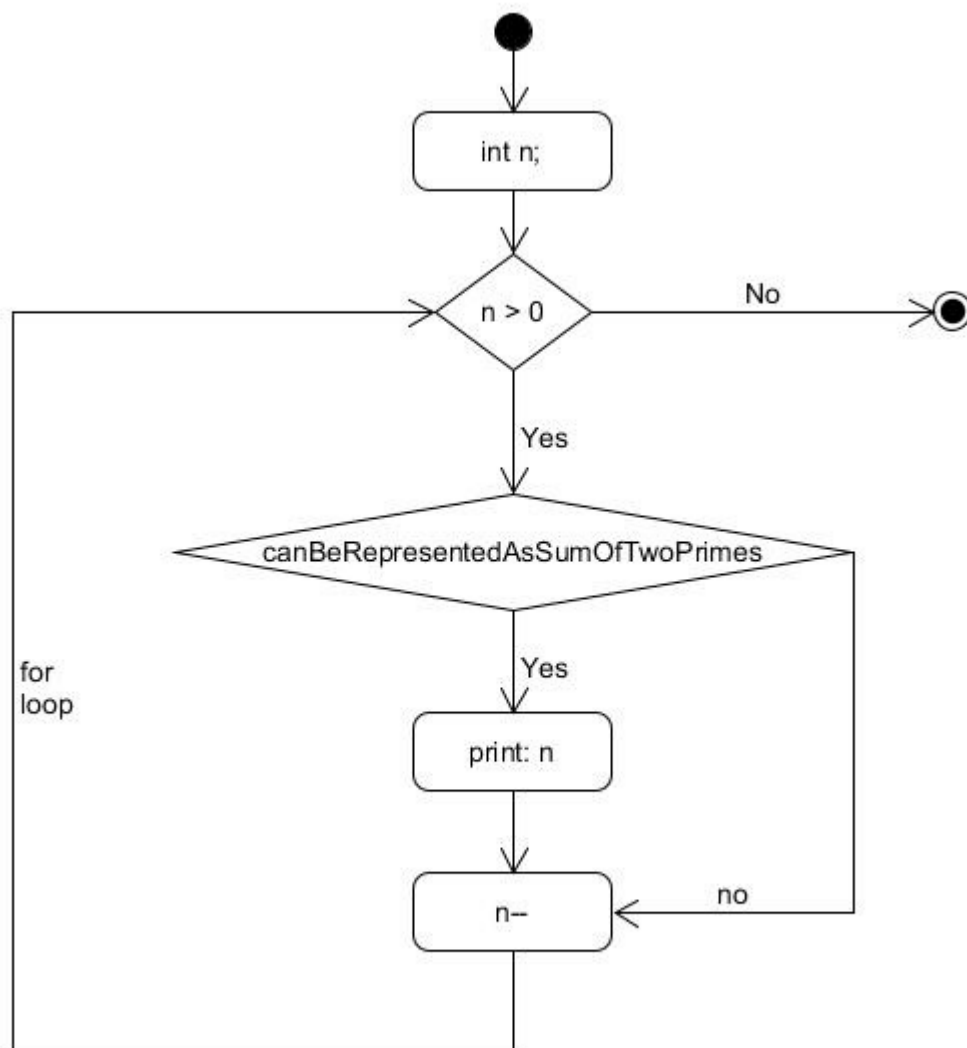 int n;
n > 0
No
Yes
canBeRepresentedAsSumOfTwoPrimes
for
loop
Yes
print: n
n--
no